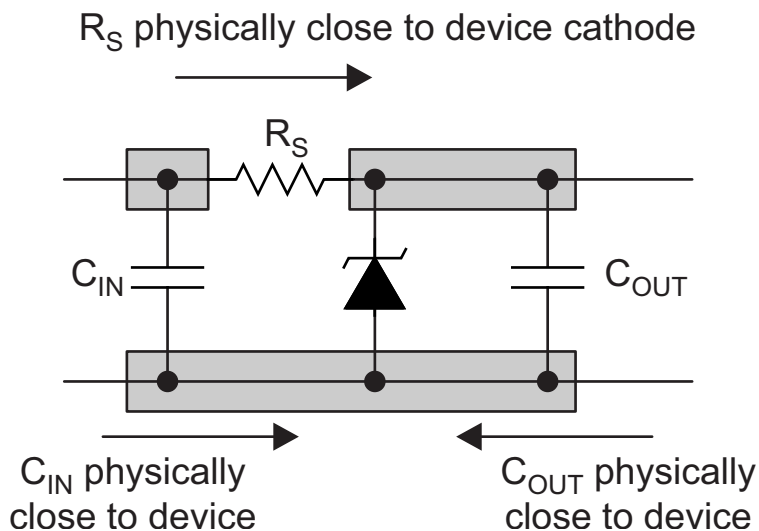 R_S physically close to device cathode
R_S
C_IN
C_OUT
C_IN physically
close to device
C_OUT physically
close to device